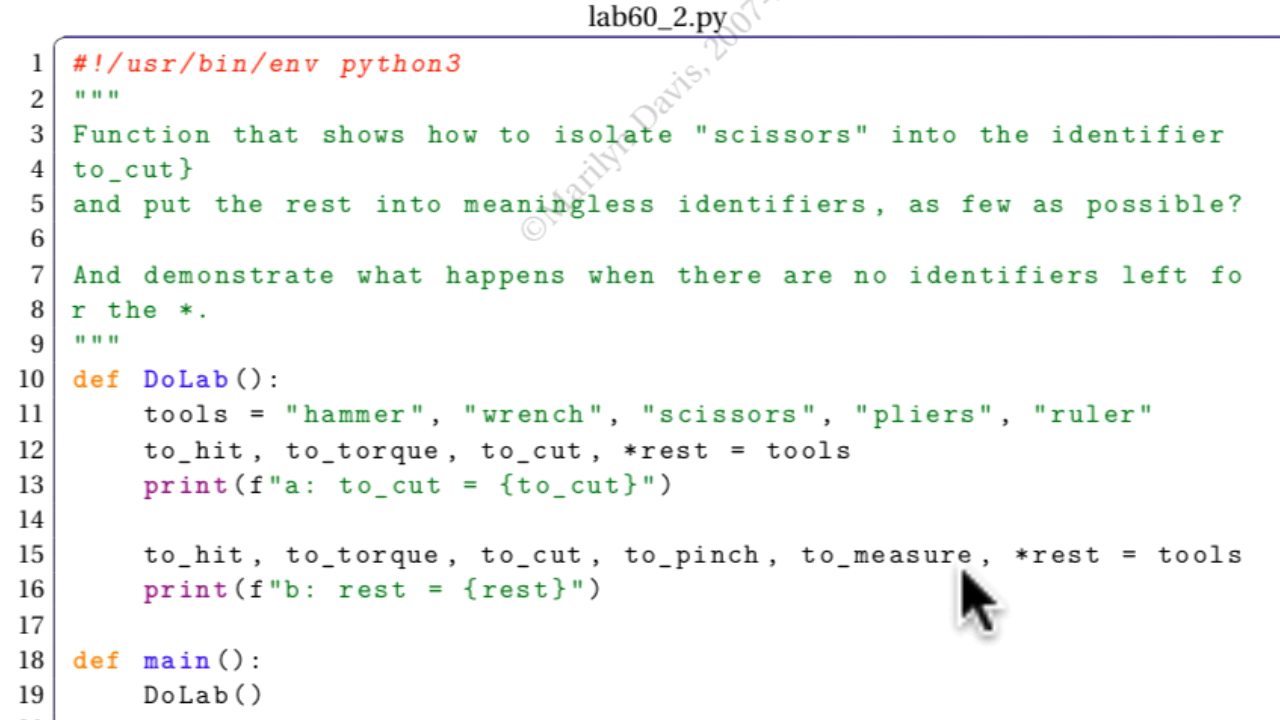 lab60_2.py
©Marilyn Davis, 2007-
1 #!/usr/bin/env python3
2 """
3 Function that shows how to isolate "scissors" into the identifier
4 to_cut}
5 and put the rest into meaningless identifiers, as few as possible?
6
7 And demonstrate what happens when there are no identifiers left fo
8 r the *.
9 """
10 def DoLab():
11     tools = "hammer", "wrench", "scissors", "pliers", "ruler"
12     to_hit, to_torque, to_cut, *rest = tools
13     print(f"a: to_cut = {to_cut}")
14
15     to_hit, to_torque, to_cut, to_pinch, to_measure, *rest = tools
16     print(f"b: rest = {rest}")
17
18 def main():
19     DoLab()